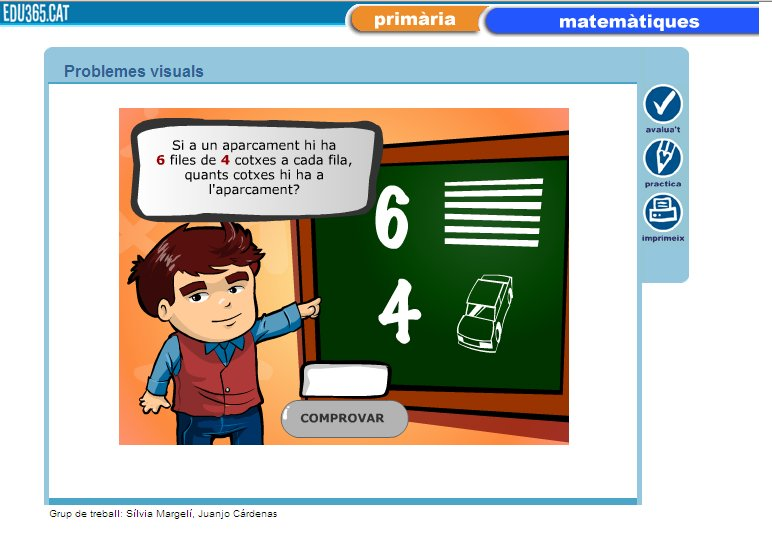 EDU365.CAT
primària
matemàtiques
Problemes visuals
avalua't
practica
imprimeix
Si a un aparcament hi ha
6 files de 4 cotxes a cada fila,
quants cotxes hi ha a
l'aparcament?
6
4
COMPROVAR
Grup de treball: Sílvia Margelí, Juanjo Cárdenas